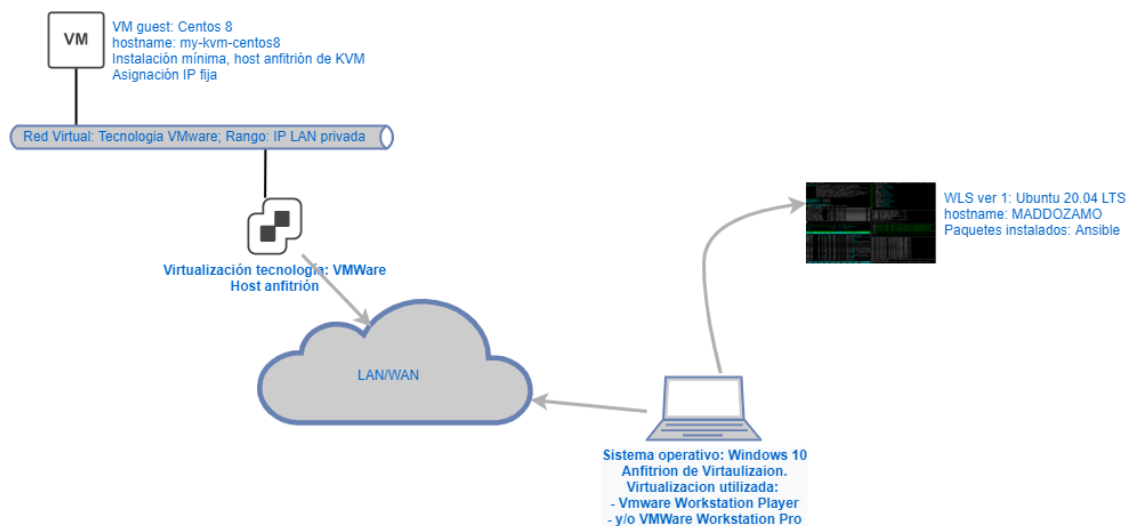 VM
VM guest: Centos 8
hostname: my-kvm-centos8
Instalación mínima, host anfitrión de KVM
Asignación IP fija
Red Virtual: Tecnologia VMware; Rango: IP LAN privada
Virtualización tecnología: VMWare
Host anfitrión
LAN/WAN
WLS ver 1: Ubuntu 20.04 LTS
hostname: MADDOZAMO
Paquetes instalados: Ansible
Sistema operativo: Windows 10
Anfitrion de Virtaulizaion.
Virtualizacion utilizada:
- Vmware Workstation Player
- y/o VMWare Workstation Pro